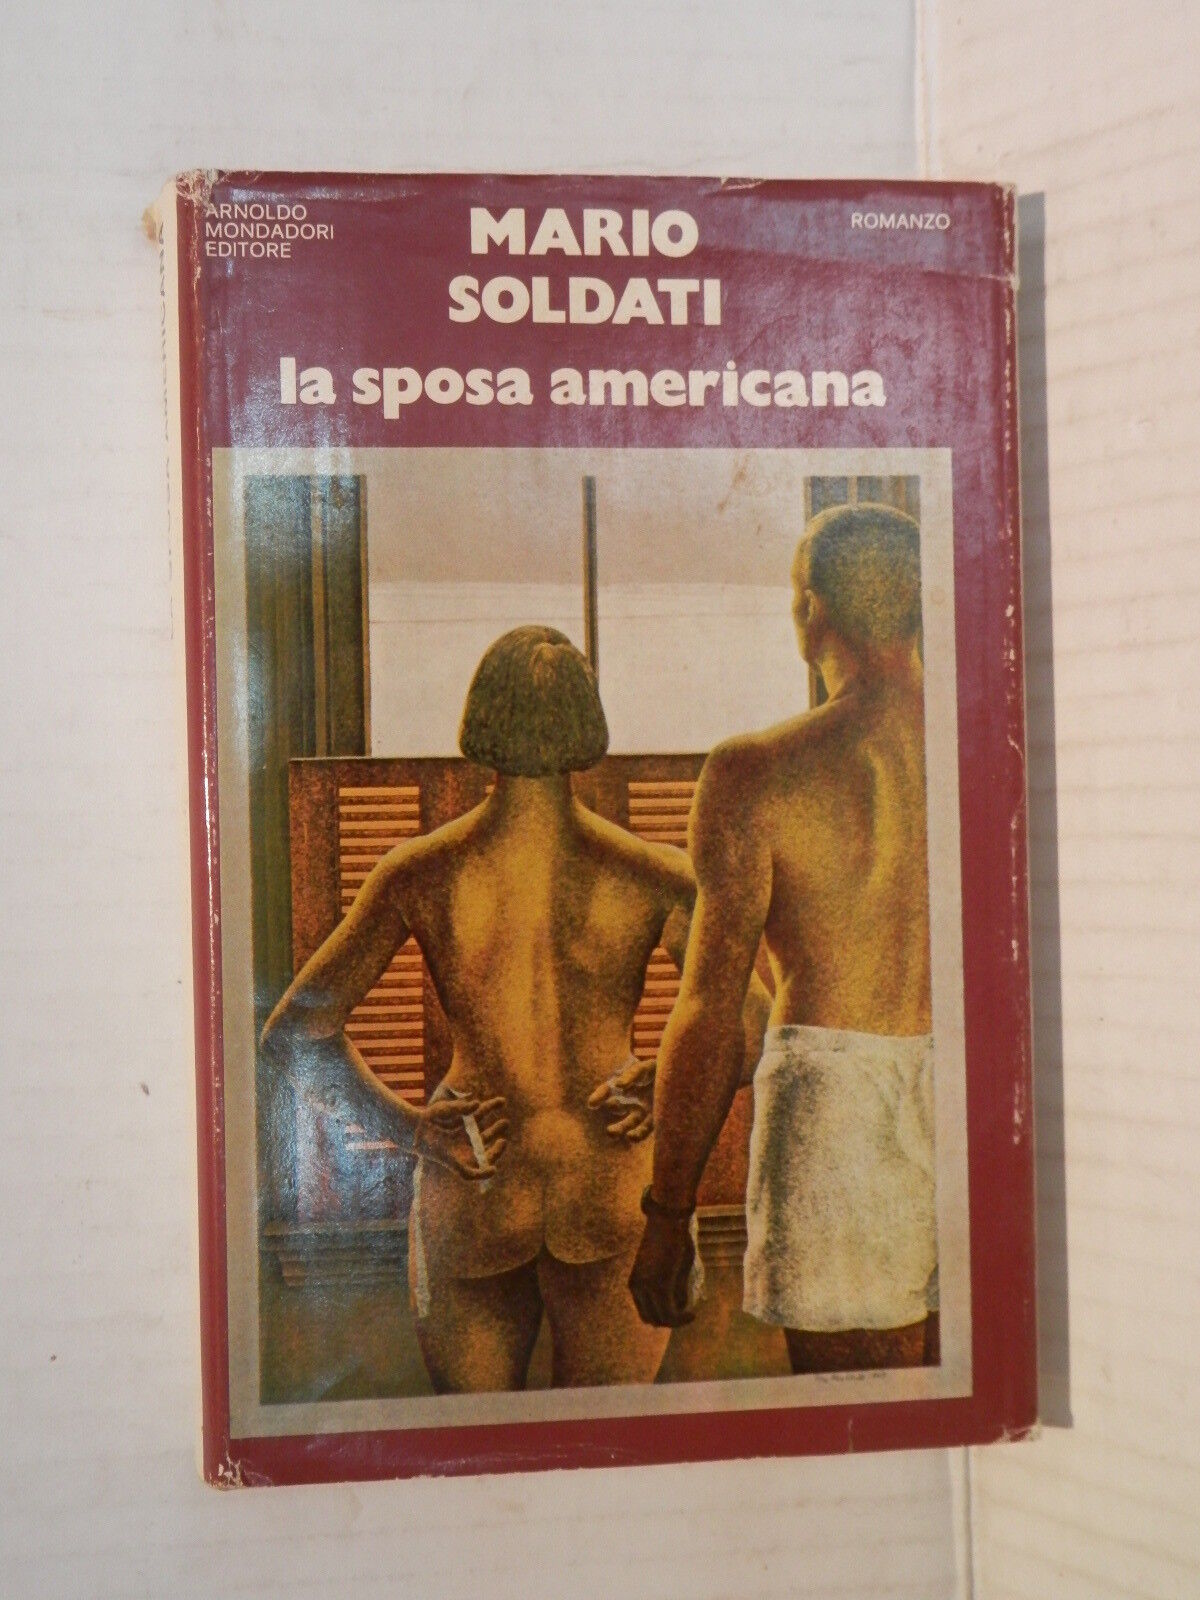 ARNOLDO
MONDADORI
EDITORE
MARIO
SOLDATI
ROMANZO
la sposa americana